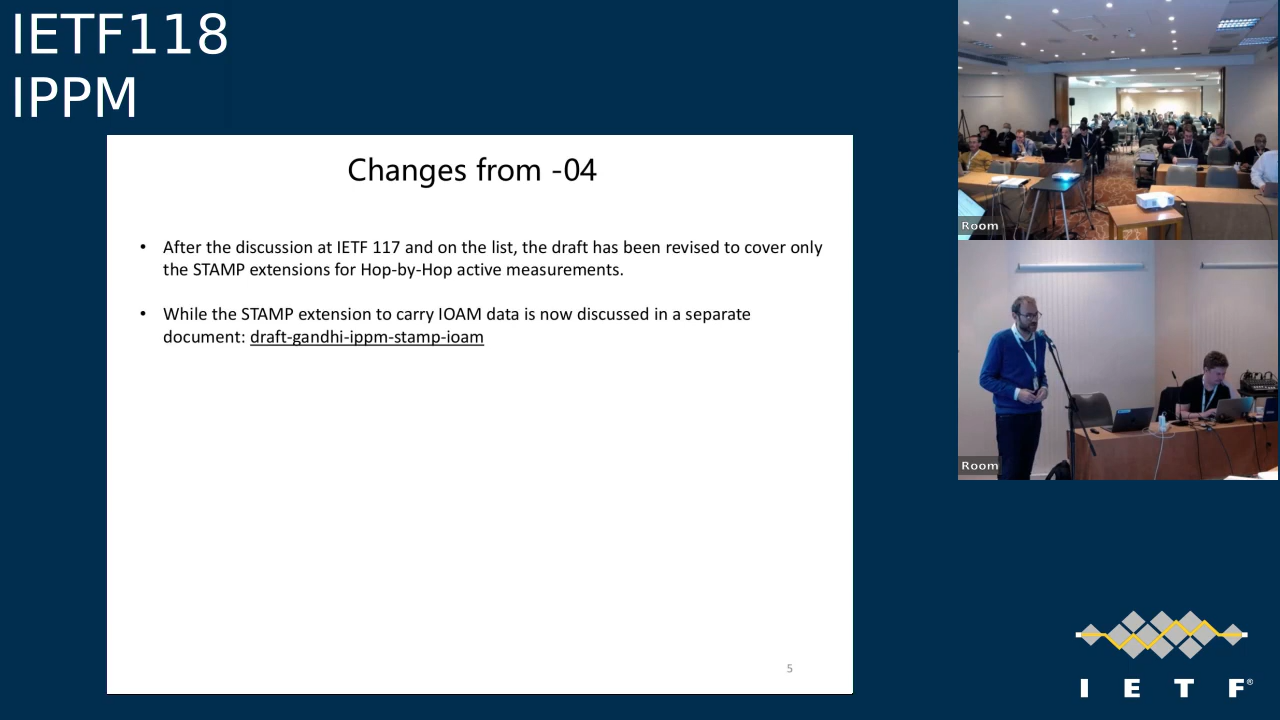 IETF118
IPPM
Changes from -04
• After the discussion at IETF 117 and on the list, the draft has been revised to cover only
the STAMP extensions for Hop-by-Hop active measurements.
• While the STAMP extension to carry IOAM data is now discussed in a separate
document: draft-gandhi-ippm-stamp-ioam
5
Room
Room
I E T F®